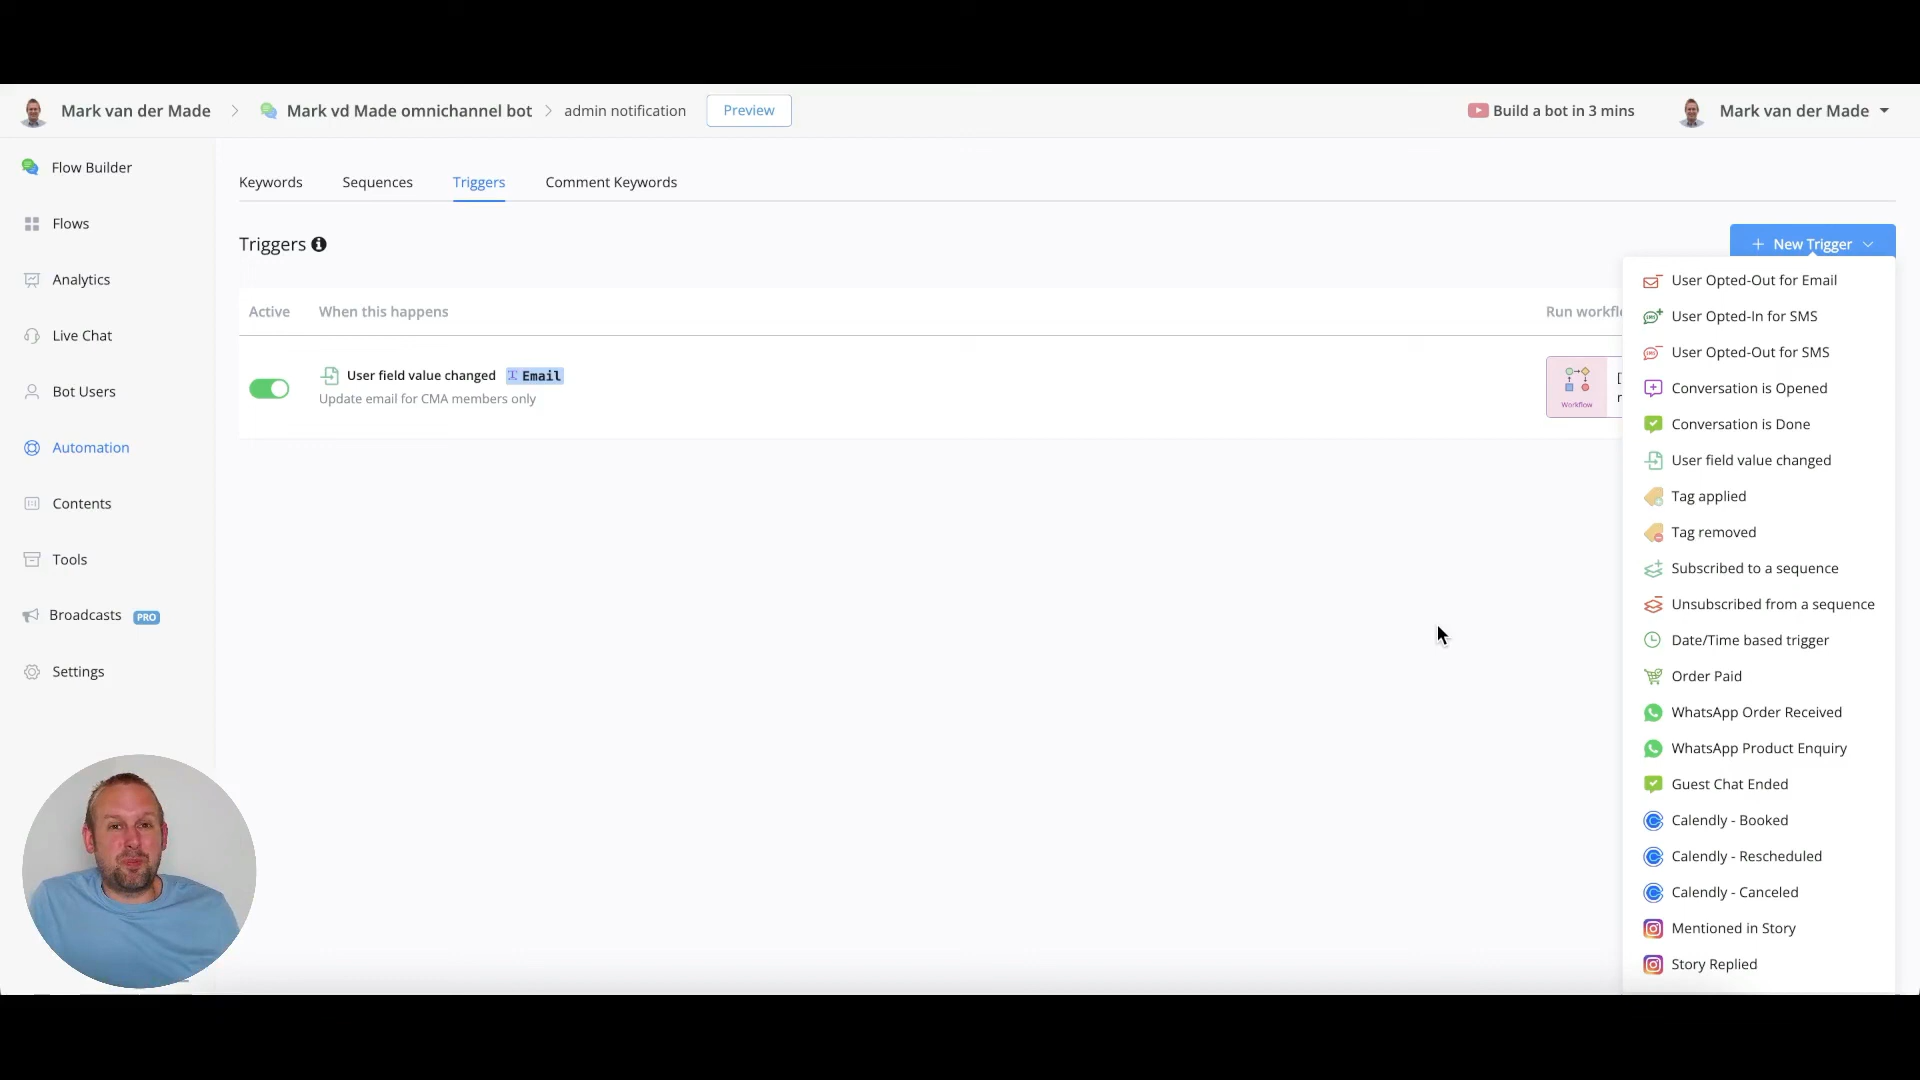 Mark van der Made
Mark vd Made omnichannel bot
admin notification
Preview
Build a bot in 3 mins
Mark van der Made
Flow Builder
Flows
Analytics
Live Chat
Bot Users
Automation
Contents
Tools
Broadcasts PRO
Settings
Keywords
Sequences
Triggers
Comment Keywords
Triggers
+ New Trigger
Active
When this happens
Run workfl
User field value changed
Email
Update email for CMA members only
Workflow
User Opted-Out for Email
User Opted-In for SMS
User Opted-Out for SMS
Conversation is Opened
Conversation is Done
User field value changed
Tag applied
Tag removed
Subscribed to a sequence
Unsubscribed from a sequence
Date/Time based trigger
Order Paid
WhatsApp Order Received
WhatsApp Product Enquiry
Guest Chat Ended
Calendly - Booked
Calendly - Rescheduled
Calendly - Canceled
Mentioned in Story
Story Replied